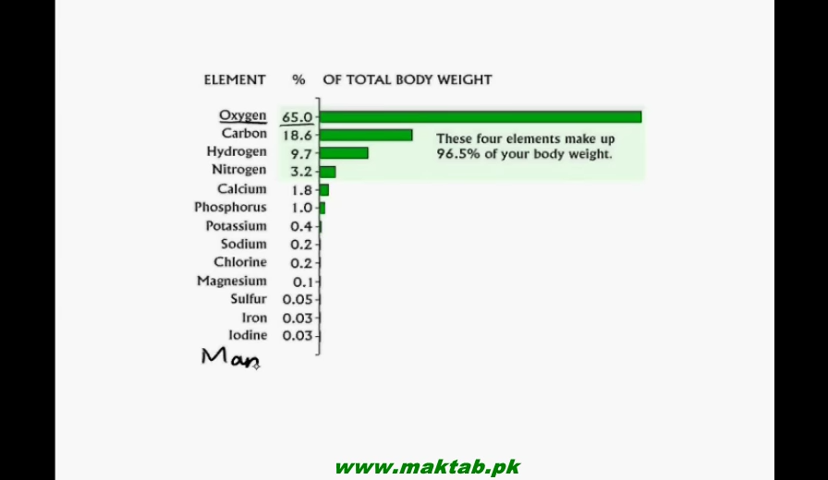 ELEMENT % OF TOTAL BODY WEIGHT
Oxygen 65.0
Carbon 18.6
Hydrogen 9.7
Nitrogen 3.2
These four elements make up
96.5% of your body weight.
Calcium 1.8
Phosphorus 1.0
Potassium 0.4
Sodium 0.2
Chlorine 0.2
Magnesium 0.1
Sulfur 0.05
Iron 0.03
Iodine 0.03
Man
www.maktab.pk